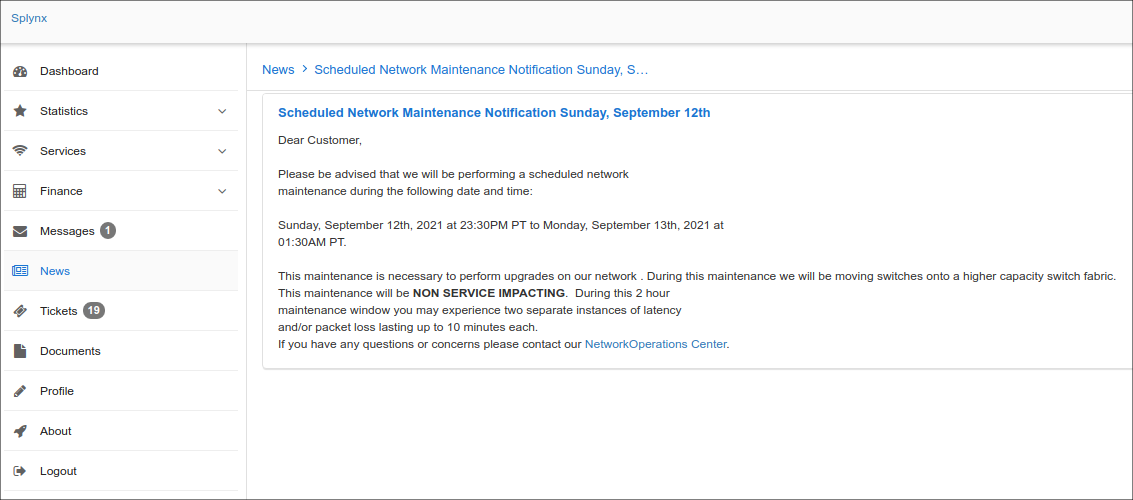 Splynx
Dashboard
Statistics
Services
Finance
Messages 1
News
Tickets 19
Documents
Profile
About
Logout
News > Scheduled Network Maintenance Notification Sunday, S…
Scheduled Network Maintenance Notification Sunday, September 12th
Dear Customer,
Please be advised that we will be performing a scheduled network
maintenance during the following date and time:
Sunday, September 12th, 2021 at 23:30PM PT to Monday, September 13th, 2021 at
01:30AM PT.
This maintenance is necessary to perform upgrades on our network . During this maintenance we will be moving switches onto a higher capacity switch fabric.
This maintenance will be NON SERVICE IMPACTING.  During this 2 hour
maintenance window you may experience two separate instances of latency
and/or packet loss lasting up to 10 minutes each.
If you have any questions or concerns please contact our NetworkOperations Center.